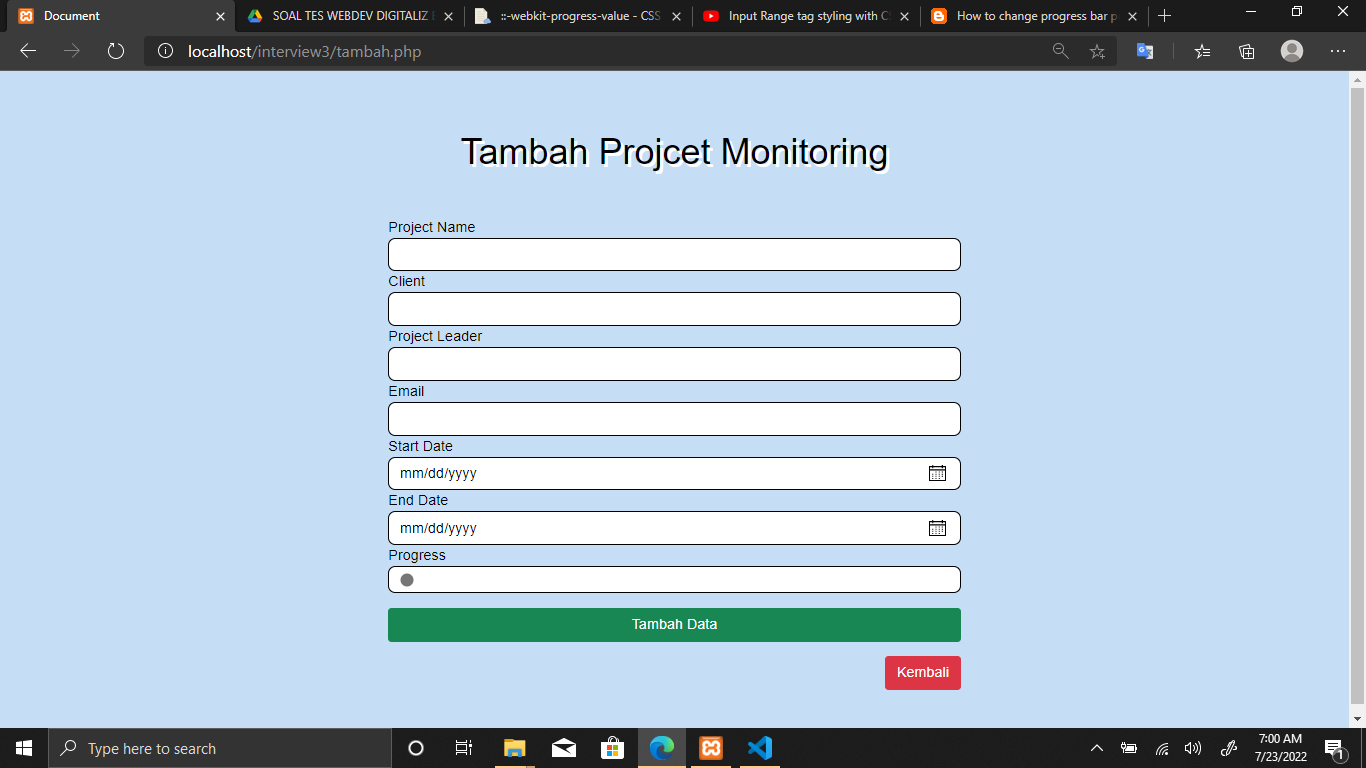 Document
SOAL TES WEBDEV DIGITALIZ
::-webkit-progress-value - CSS
Input Range tag styling with C
How to change progress bar p
localhost/interview3/tambah.php
Tambah Projcet Monitoring
Project Name
Client
Project Leader
Email
Start Date
mm/dd/yyyy
End Date
mm/dd/yyyy
Progress
Tambah Data
Kembali
Type here to search
7:00 AM
7/23/2022
1